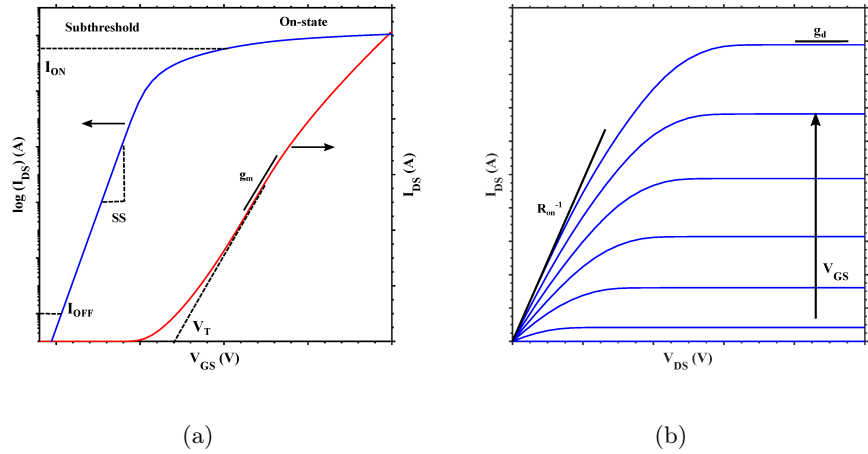 Subthreshold
On-state
I_ON
log (I_DS) (A)
SS
g_m
I_DS (A)
I_OFF
V_T
V_GS (V)
(a)
g_d
I_DS (A)
R_on^-1
V_GS
V_DS (V)
(b)